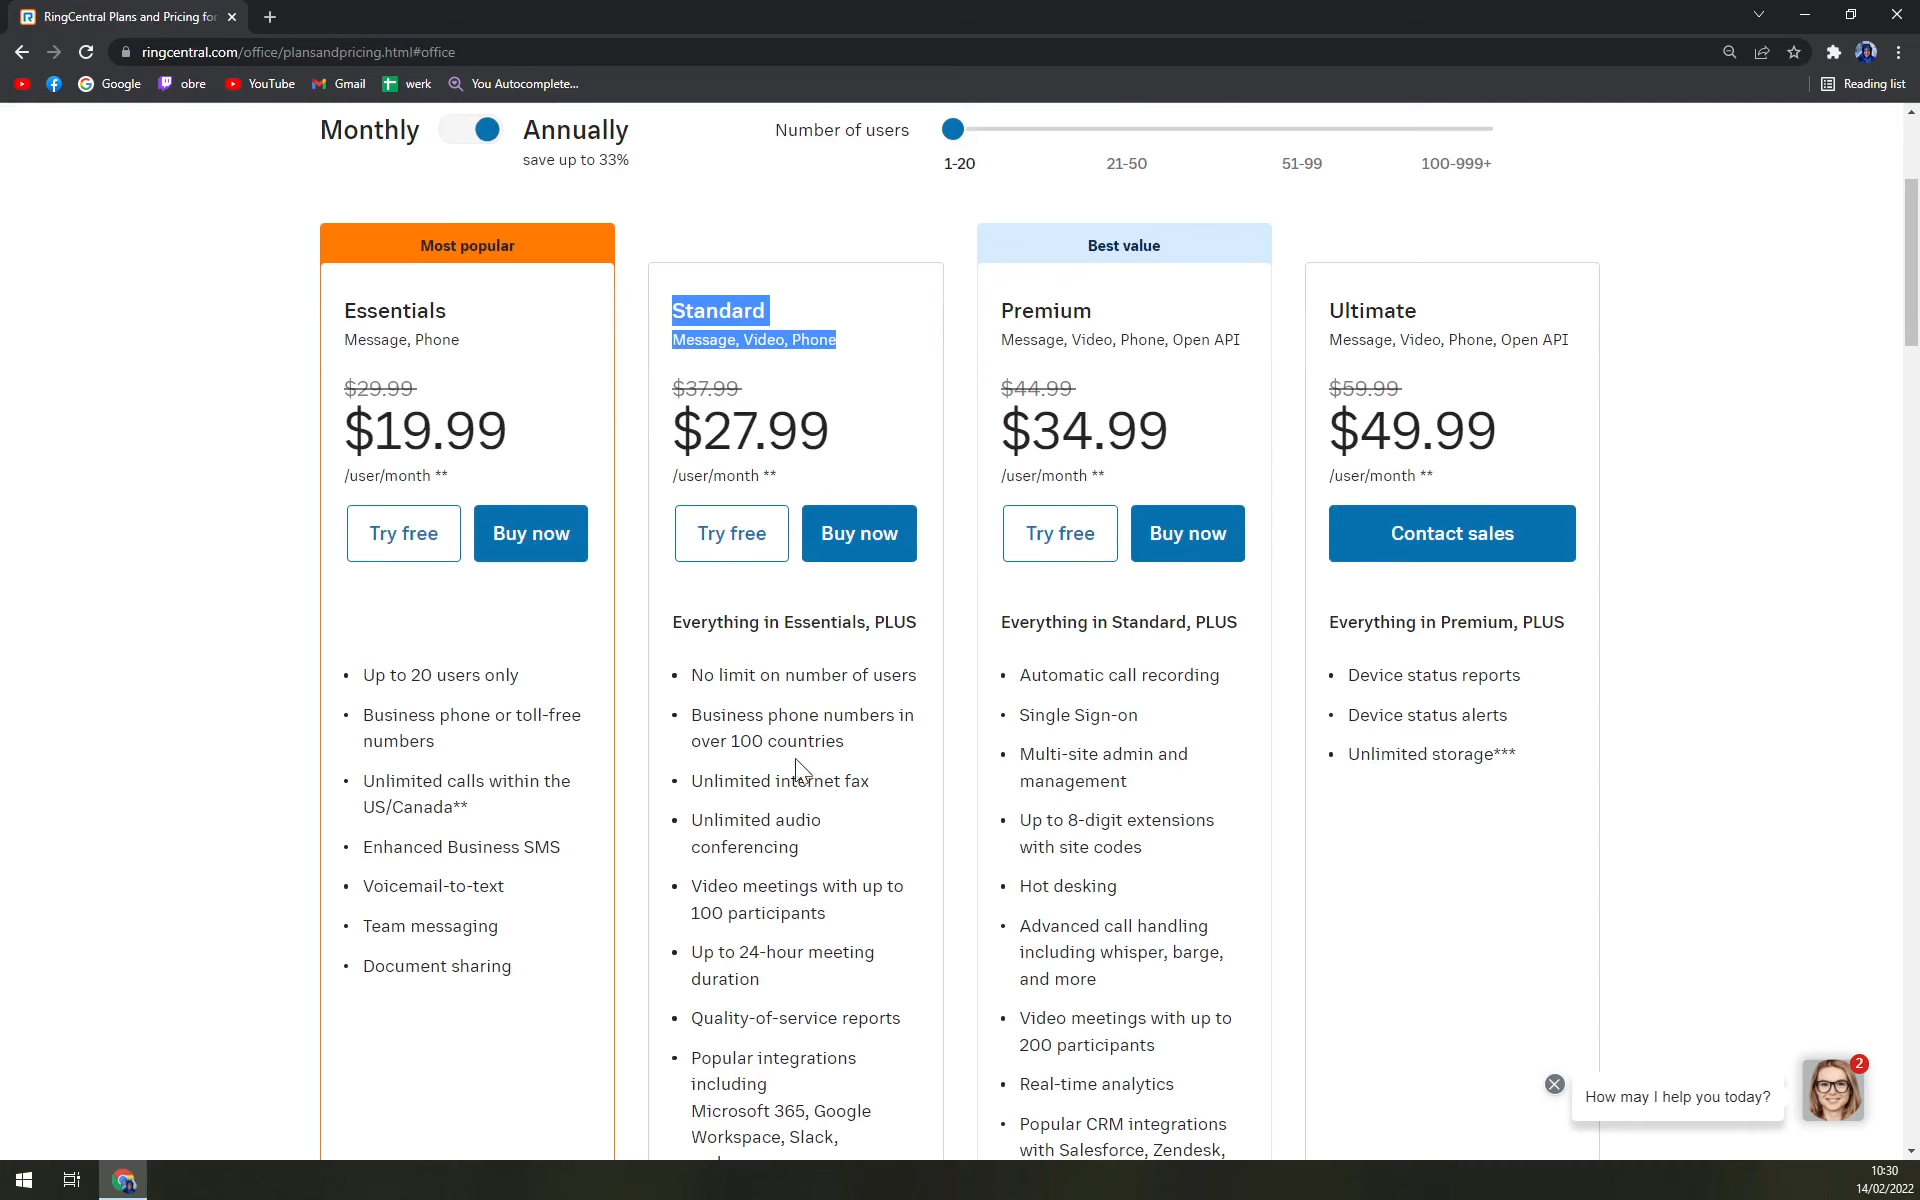 RingCentral Plans and Pricing for
ringcentral.com/office/plansandpricing.html#office
Google
obre
YouTube
Gmail
werk
You Autocomplete...
Reading list
Monthly
Annually
save up to 33%
Number of users
1-20
21-50
51-99
100-999+
Most popular
Essentials
Message, Phone
$29.99
$19.99
/user/month **
Try free
Buy now
Up to 20 users only
Business phone or toll-free
numbers
Unlimited calls within the
US/Canada**
Enhanced Business SMS
Voicemail-to-text
Team messaging
Document sharing
Standard
Message, Video, Phone
$37.99
$27.99
/user/month **
Try free
Buy now
Everything in Essentials, PLUS
No limit on number of users
Business phone numbers in
over 100 countries
Unlimited internet fax
Unlimited audio
conferencing
Video meetings with up to
100 participants
Up to 24-hour meeting
duration
Quality-of-service reports
Popular integrations
including
Microsoft 365, Google
Workspace, Slack,
Best value
Premium
Message, Video, Phone, Open API
$44.99
$34.99
/user/month **
Try free
Buy now
Everything in Standard, PLUS
Automatic call recording
Single Sign-on
Multi-site admin and
management
Up to 8-digit extensions
with site codes
Hot desking
Advanced call handling
including whisper, barge,
and more
Video meetings with up to
200 participants
Real-time analytics
Popular CRM integrations
with Salesforce, Zendesk,
Ultimate
Message, Video, Phone, Open API
$59.99
$49.99
/user/month **
Contact sales
Everything in Premium, PLUS
Device status reports
Device status alerts
Unlimited storage***
How may I help you today?
2
10:30
14/02/2022